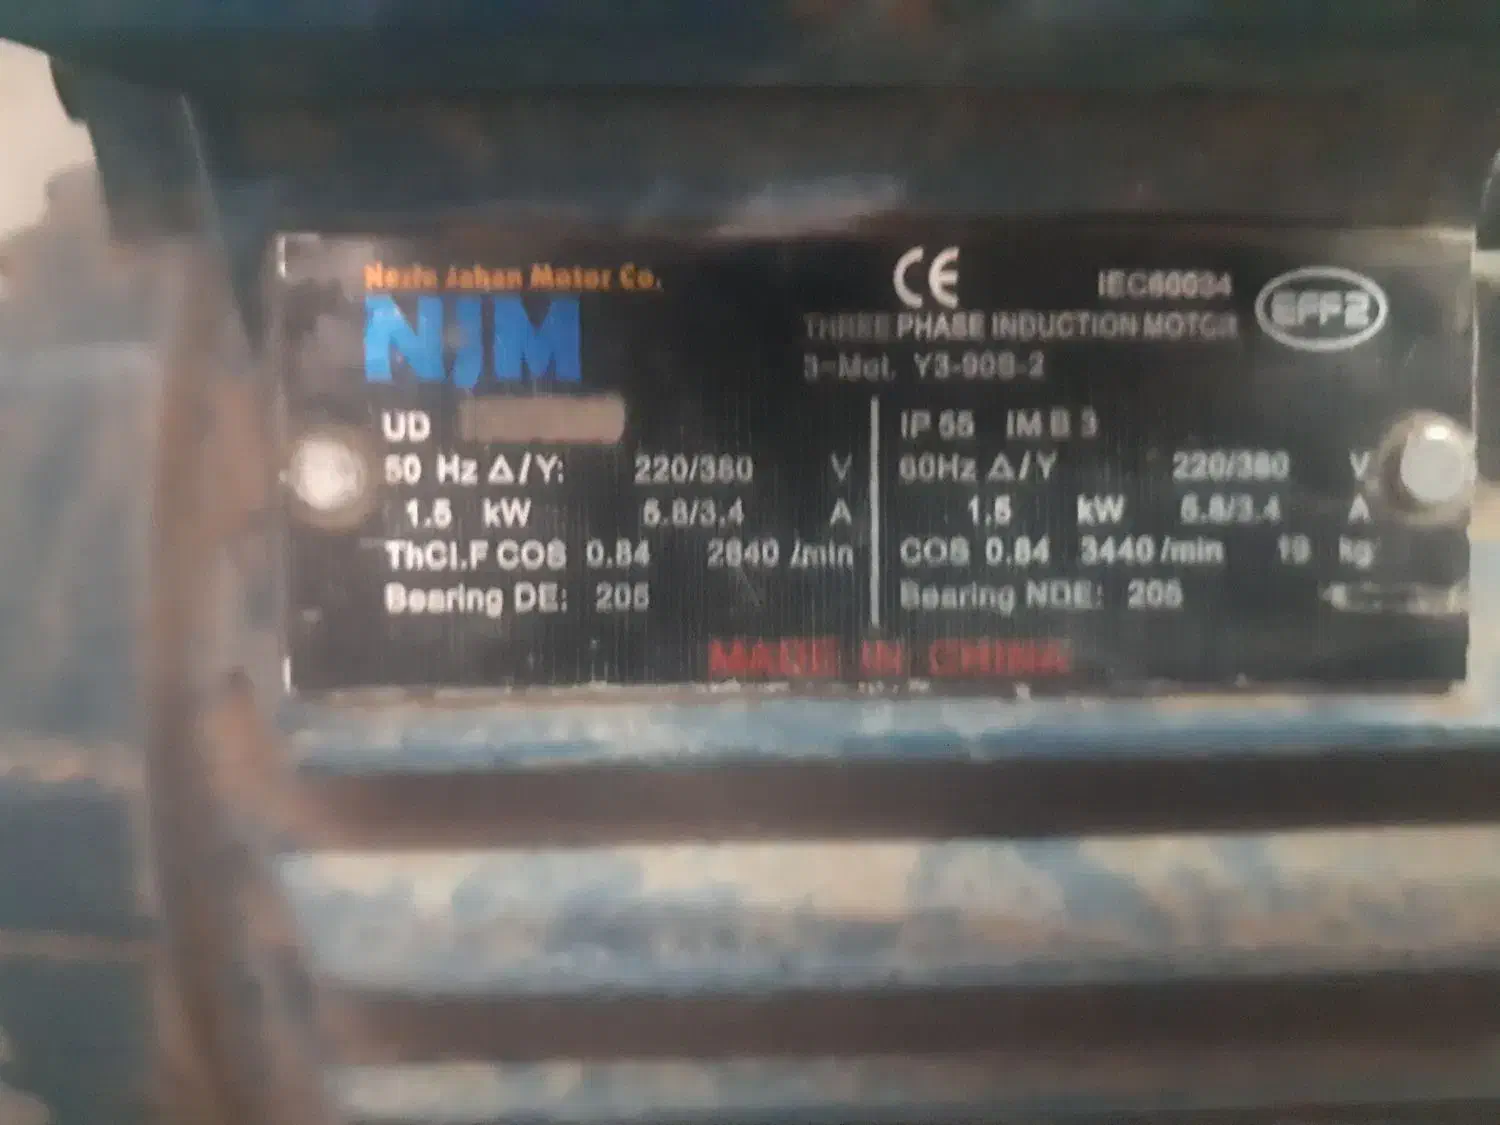 Motor Co.
NJM
CE IEC60034 EFF2
THREE PHASE INDUCTION MOTOR
3-Mot. Y3-90S-2
UD
IP 55 IM B 3
50 Hz Δ/Y: 220/380 V
60Hz Δ/Y 220/380 V
1.5 kW 5.8/3.4 A
1.5 kW 5.8/3.4 A
ThCl.F COS 0.84 2840 /min
COS 0.84 3440 /min 19 kg
Bearing DE: 205
Bearing NDE: 205
MADE IN CHINA